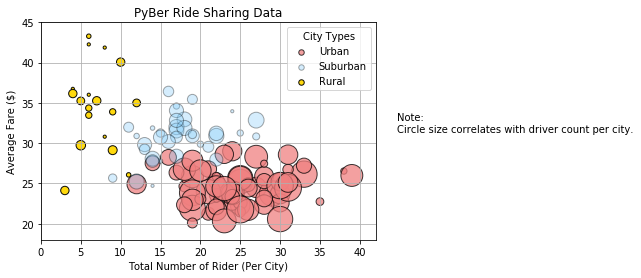 PyBer Ride Sharing Data
45
40
35
30
25
20
Average Fare ($)
0
5
10
15
20
25
30
35
40
Total Number of Rider (Per City)
City Types
Urban
Suburban
Rural
Note:
Circle size correlates with driver count per city.